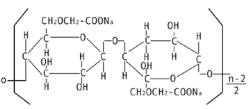 CH₂OCH₂-COONa
H O O H OH
H H H
OH H OH H H
O H H O
H OH H O n-2
CH₂OCH₂-COONa 2